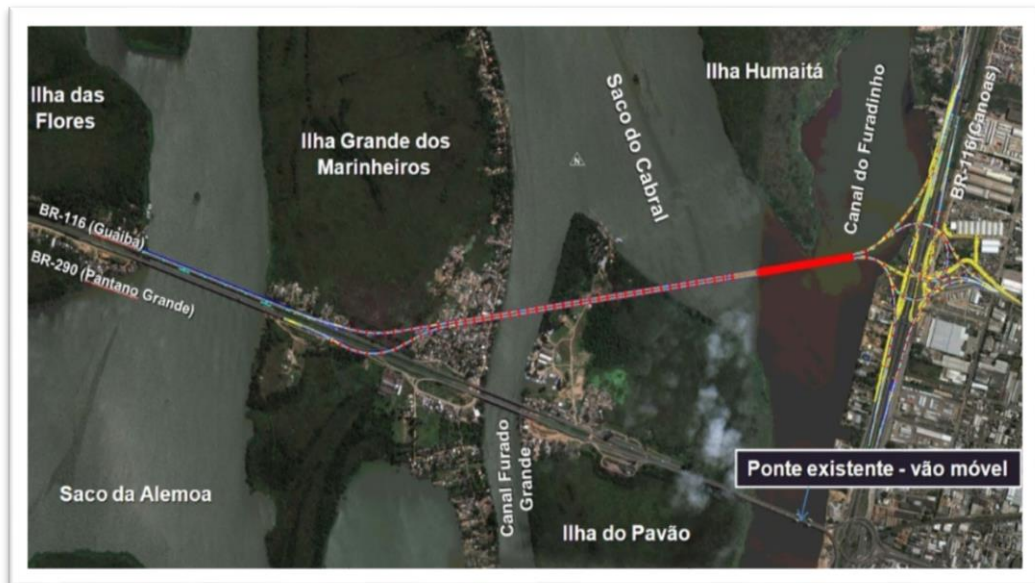 Ilha das
Flores
Ilha Grande dos
Marinheiros
Saco do Cabral
Ilha Humaitá
Canal do Furadinho
BR-116 (Canoas)
N
BR-116 (Guaiba)
BR-290 (Pantano Grande)
Saco da Alemoa
Canal Furado
Grande
Ilha do Pavão
Ponte existente - vão móvel